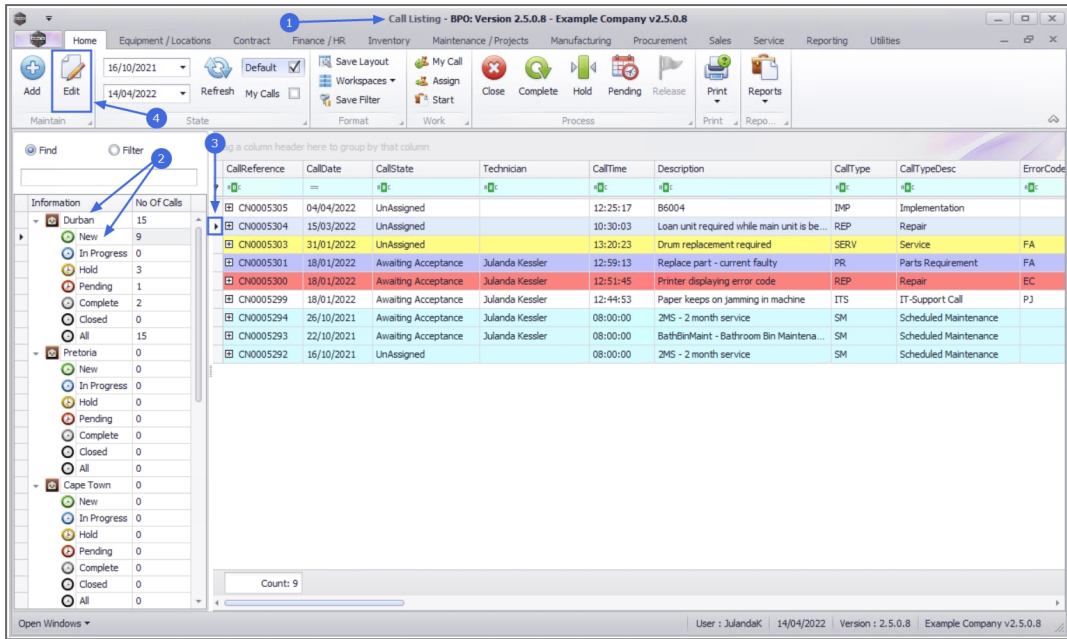 1
Call Listing - BPO: Version 2.5.0.8 - Example Company v2.5.0.8
Home Equipment / Locations Contract Finance / HR Inventory Maintenance / Projects Manufacturing Procurement Sales Service Reporting Utilities
Add
Edit
16/10/2021
14/04/2022
Refresh
Default
My Calls
Save Layout
Workspaces
Save Filter
My Call
Assign
Start
Close Complete Hold Pending Release
Print
Reports
Maintain State Format Work Process Print Repo...
4
3
2
Find Filter
g a column header here to group by that column
Information No Of Calls
Durban 15
New 9
In Progress 0
Hold 3
Pending 1
Complete 2
Closed 0
All 15
Pretoria 0
New 0
In Progress 0
Hold 0
Pending 0
Complete 0
Closed 0
All 0
Cape Town 0
New 0
In Progress 0
Hold 0
Pending 0
Complete 0
Closed 0
All 0
CallReference CallDate CallState Technician CallTime Description CallType CallTypeDesc ErrorCode
=
CN0005305 04/04/2022 UnAssigned 12:25:17 B6004 IMP Implementation
CN0005304 15/03/2022 UnAssigned 10:30:03 Loan unit required while main unit is be... REP Repair
CN0005303 31/01/2022 UnAssigned 13:20:23 Drum replacement required SERV Service FA
CN0005301 18/01/2022 Awaiting Acceptance Julanda Kessler 12:59:13 Replace part - current faulty PR Parts Requirement FA
CN0005300 18/01/2022 Awaiting Acceptance Julanda Kessler 12:51:45 Printer displaying error code REP Repair EC
CN0005299 18/01/2022 Awaiting Acceptance Julanda Kessler 12:44:53 Paper keeps on jamming in machine ITS IT-Support Call PJ
CN0005294 26/10/2021 Awaiting Acceptance Julanda Kessler 08:00:00 2MS - 2 month service SM Scheduled Maintenance
CN0005293 22/10/2021 Awaiting Acceptance Julanda Kessler 08:00:00 BathBinMaint - Bathroom Bin Maintena... SM Scheduled Maintenance
CN0005292 16/10/2021 UnAssigned 08:00:00 2MS - 2 month service SM Scheduled Maintenance
Count: 9
Open Windows
User : JulandaK 14/04/2022 Version : 2.5.0.8 Example Company v2.5.0.8